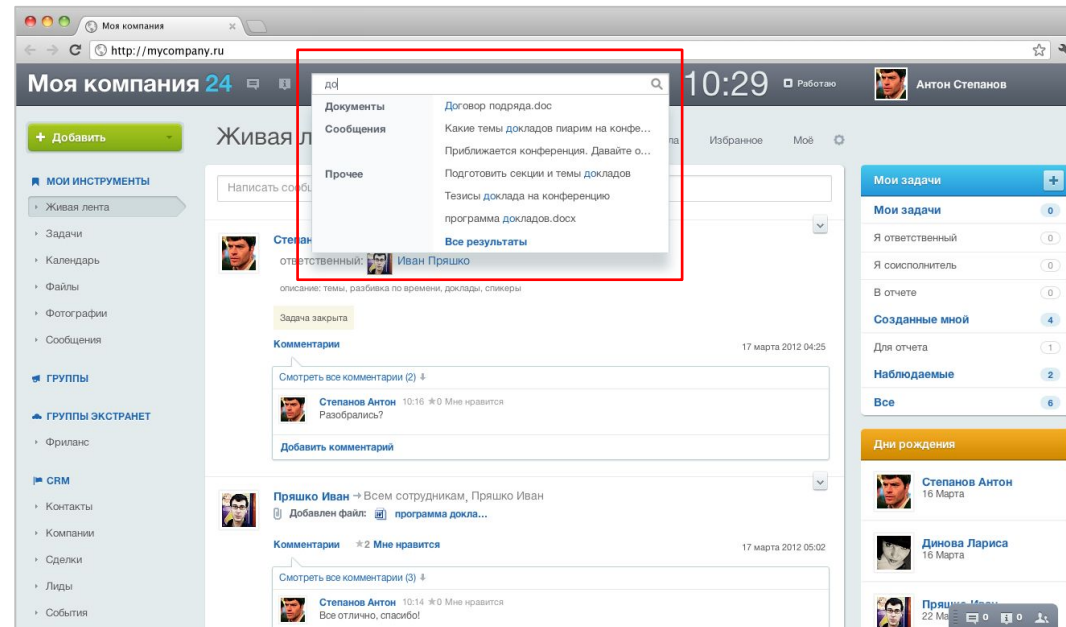 Моя компания
http://mycompany.ru
Моя компания 24
до
10:29
Работаю
Антон Степанов
Документы Договор подряда.doc
Сообщения Какие темы докладов пиарим на конфе...
Приближается конференция. Давайте о...
Прочее Подготовить секции и темы докладов
Тезисы доклада на конференцию
программа докладов.docx
Все результаты
+ Добавить
МОИ ИНСТРУМЕНТЫ
Живая лента
Задачи
Календарь
Файлы
Фотографии
Сообщения
ГРУППЫ
ГРУППЫ ЭКСТРАНЕТ
Фриланс
CRM
Контакты
Компании
Сделки
Лиды
События
Живая
Избранное
Моё
Написать
ответственный: Иван Пряшко
описание: темы, разбивка по времени, доклады, спикеры
Задача закрыта
Комментарии 17 марта 2012 04:25
Смотреть все комментарии (2)
Степанов Антон 10:16 ★0 Мне нравится
Разобрались?
Добавить комментарий
Пряшко Иван → Всем сотрудникам, Пряшко Иван
Добавлен файл: программа докла...
Комментарии ★2 Мне нравится 17 марта 2012 05:02
Смотреть все комментарии (3)
Степанов Антон 10:14 ★0 Мне нравится
Все отлично, спасибо!
Мои задачи +
Мои задачи 0
Я ответственный 0
Я соисполнитель 0
В отчете 0
Созданные мной 4
Для отчета 1
Наблюдаемые 2
Все 6
Дни рождения
Степанов Антон
16 Марта
Динова Лариса
16 Марта
22
0 0